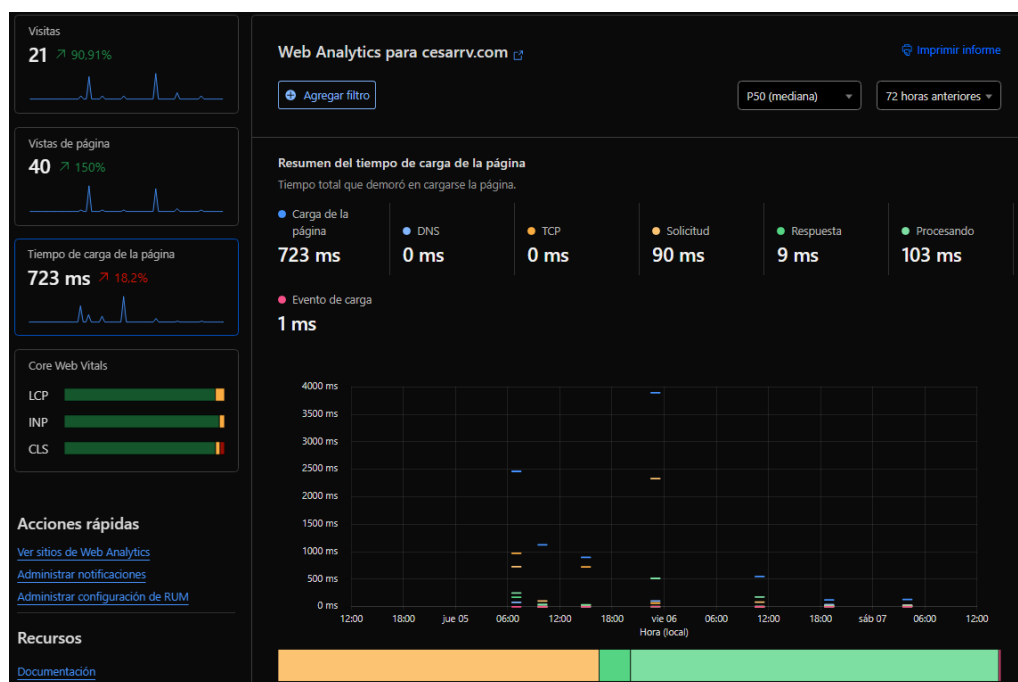 Visitas
21 ↗ 90,91%
Vistas de página
40 ↗ 150%
Tiempo de carga de la página
723 ms ↗ 18,2%
Core Web Vitals
LCP
INP
CLS
Acciones rápidas
Ver sitios de Web Analytics
Administrar notificaciones
Administrar configuración de RUM
Recursos
Documentación
Web Analytics para cesarrv.com
Imprimir informe
Agregar filtro
P50 (mediana)
72 horas anteriores
Resumen del tiempo de carga de la página
Tiempo total que demoró en cargarse la página.
Carga de la
página
723 ms
DNS
0 ms
TCP
0 ms
Solicitud
90 ms
Respuesta
9 ms
Procesando
103 ms
Evento de carga
1 ms
4000 ms
3500 ms
3000 ms
2500 ms
2000 ms
1500 ms
1000 ms
500 ms
0 ms
12:00 18:00 jue 05 06:00 12:00 18:00 vie 06 06:00 12:00 18:00 sáb 07 06:00 12:00
Hora (local)